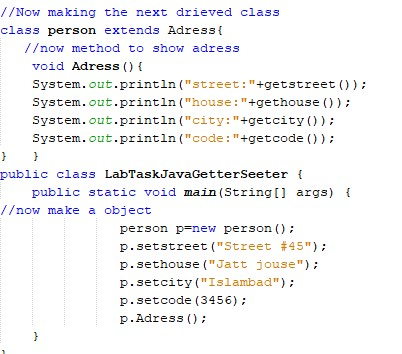 //Now making the next drieved class
class person extends Adress{
//now method to show adress
void Adress(){
System.out.println("street:"+getstreet());
System.out.println("house:"+gethouse());
System.out.println("city:"+getcity());
System.out.println("code:"+getcode());
} }
public class LabTaskJavaGetterSeeter {
public static void main(String[] args) {
//now make a object
person p=new person();
p.setstreet("Street #45");
p.sethouse("Jatt jouse");
p.setcity("Islambad");
p.setcode(3456);
p.Adress();
}
}